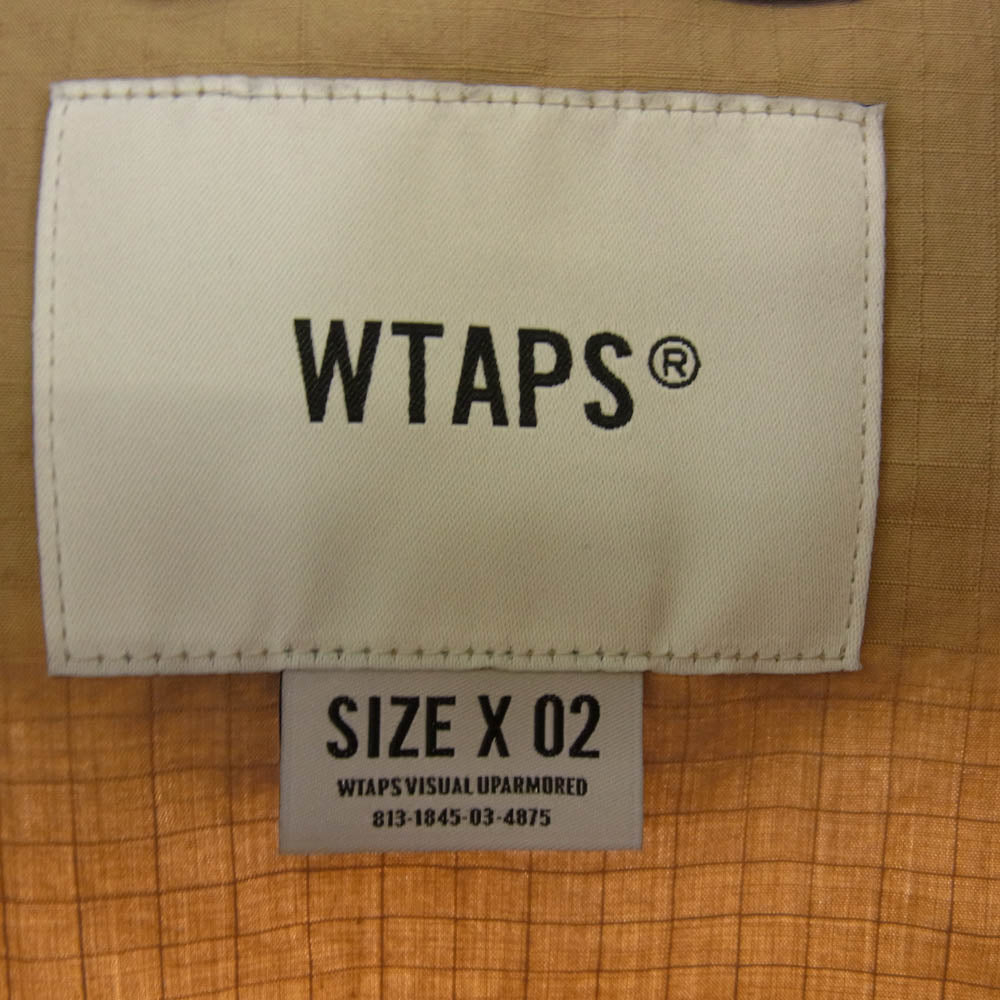 WTAPS®
SIZE X 02
WTAPS VISUAL UPARMORED
813-1845-03-4875